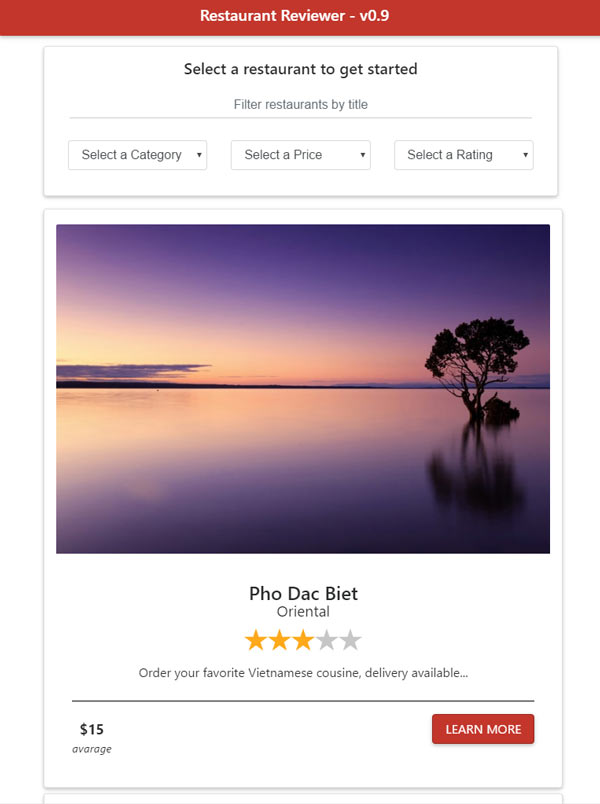 Restaurant Reviewer - v0.9
Select a restaurant to get started
Filter restaurants by title
Select a Category
Select a Price
Select a Rating
Pho Dac Biet
Oriental
Order your favorite Vietnamese cousine, delivery available...
$15
LEARN MORE
avarage